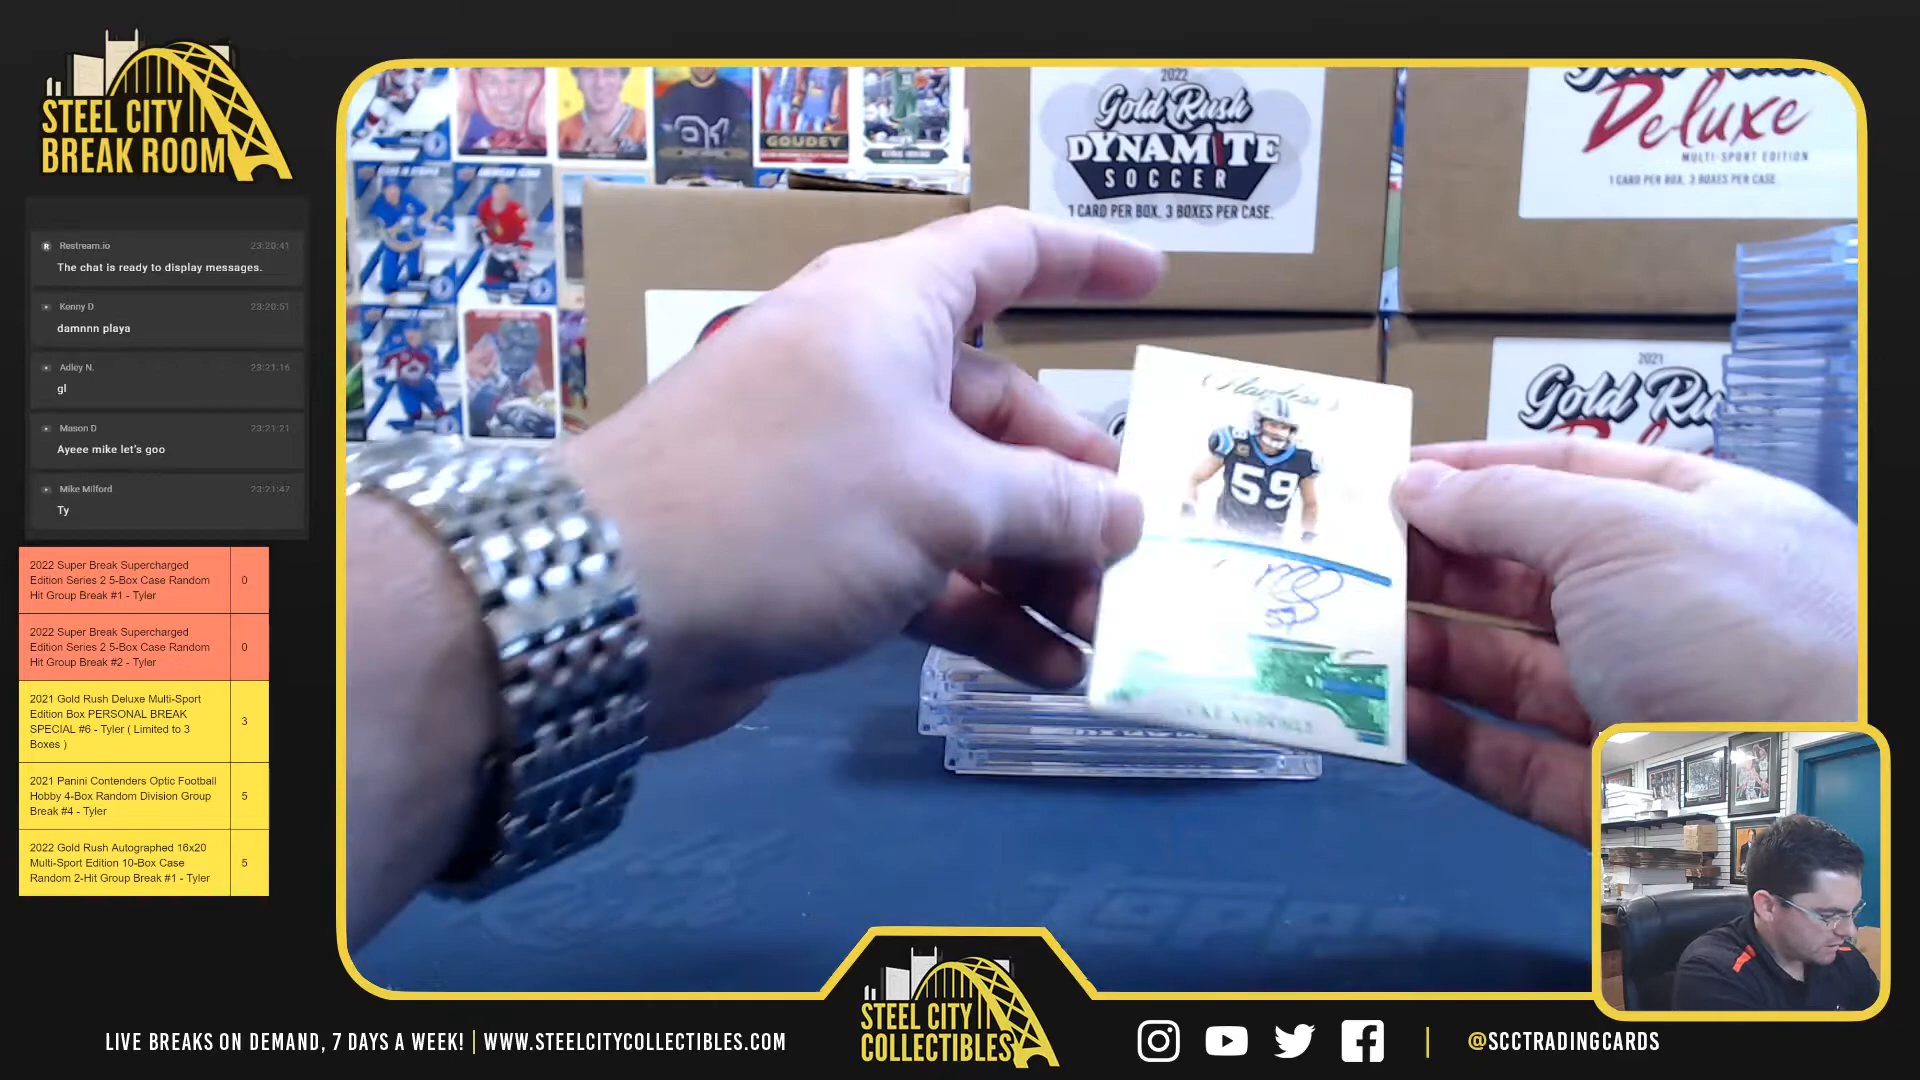 STEEL CITY
BREAK ROOM
Restream.io 23:20:41
The chat is ready to display messages.
Kenny D 23:20:51
damnnn playa
Adley N. 23:21:16
gl
Mason D 23:21:21
Ayeee mike let's goo
Mike Milford 23:21:47
Ty
2022 Super Break Supercharged
Edition Series 2 5-Box Case Random
Hit Group Break #1 - Tyler
0
2022 Super Break Supercharged
Edition Series 2 5-Box Case Random
Hit Group Break #2 - Tyler
0
2021 Gold Rush Deluxe Multi-Sport
Edition Box PERSONAL BREAK
SPECIAL #6 - Tyler ( Limited to 3
Boxes )
3
2021 Panini Contenders Optic Football
Hobby 4-Box Random Division Group
Break #4 - Tyler
5
2022 Gold Rush Autographed 16x20
Multi-Sport Edition 10-Box Case
Random 2-Hit Group Break #1 - Tyler
5
GOUDEY
2022
Gold Rush
DYNAMITE
SOCCER
1 CARD PER BOX. 3 BOXES PER CASE.
Deluxe
MULTI-SPORT EDITION
1 CARD PER BOX. 3 BOXES PER CASE
2021
Gold Ru
Flawless
59
STEEL CITY
COLLECTIBLES
LIVE BREAKS ON DEMAND, 7 DAYS A WEEK! | WWW.STEELCITYCOLLECTIBLES.COM
@SCCTRADINGCARDS